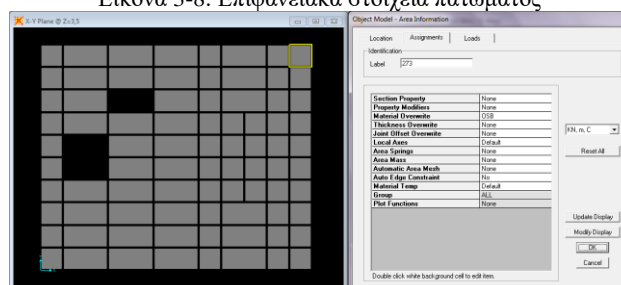 Εικόνα 5-8: Επιφανειακά στοιχεία πατώματος
X-Y Plane @ Z=3,5
Object Model - Area Information
Location Assignments Loads
Identification
Label 273
Section Property None
Property Modifiers None
Material Overwrite OSB
Thickness Overwrite None
Joint Offset Overwrite None
Local Axes Default
Area Springs None
Area Mass None
Automatic Area Mesh None
Auto Edge Constraint No
Material Temp Default
Group ALL
Plot Functions None
KN, m, C
Reset All
Update Display
Modify Display
OK
Cancel
Double click white background cell to edit item.